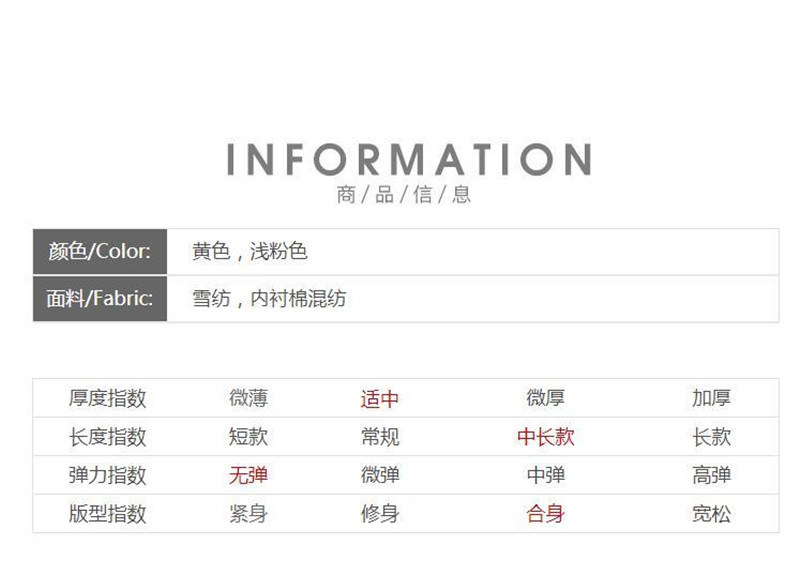 INFORMATION
商/品/信/息
颜色/Color: 黄色，浅粉色
面料/Fabric: 雪纺，内衬棉混纺
厚度指数 微薄 适中 微厚 加厚
长度指数 短款 常规 中长款 长款
弹力指数 无弹 微弹 中弹 高弹
版型指数 紧身 修身 合身 宽松